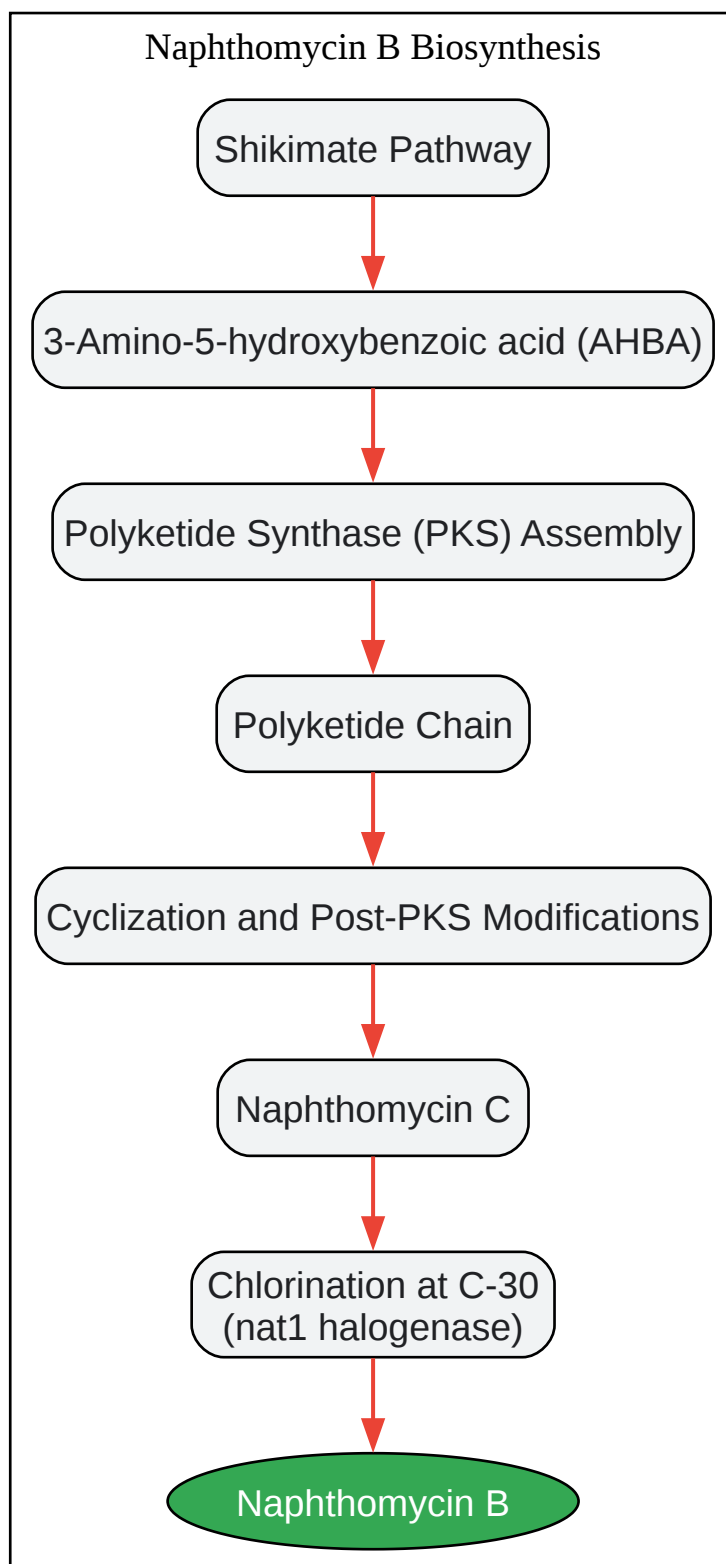 Naphthomycin B Biosynthesis
Shikimate Pathway
3-Amino-5-hydroxybenzoic acid (AHBA)
Polyketide Synthase (PKS) Assembly
Polyketide Chain
Cyclization and Post-PKS Modifications
Naphthomycin C
Chlorination at C-30
(nat1 halogenase)
Naphthomycin B